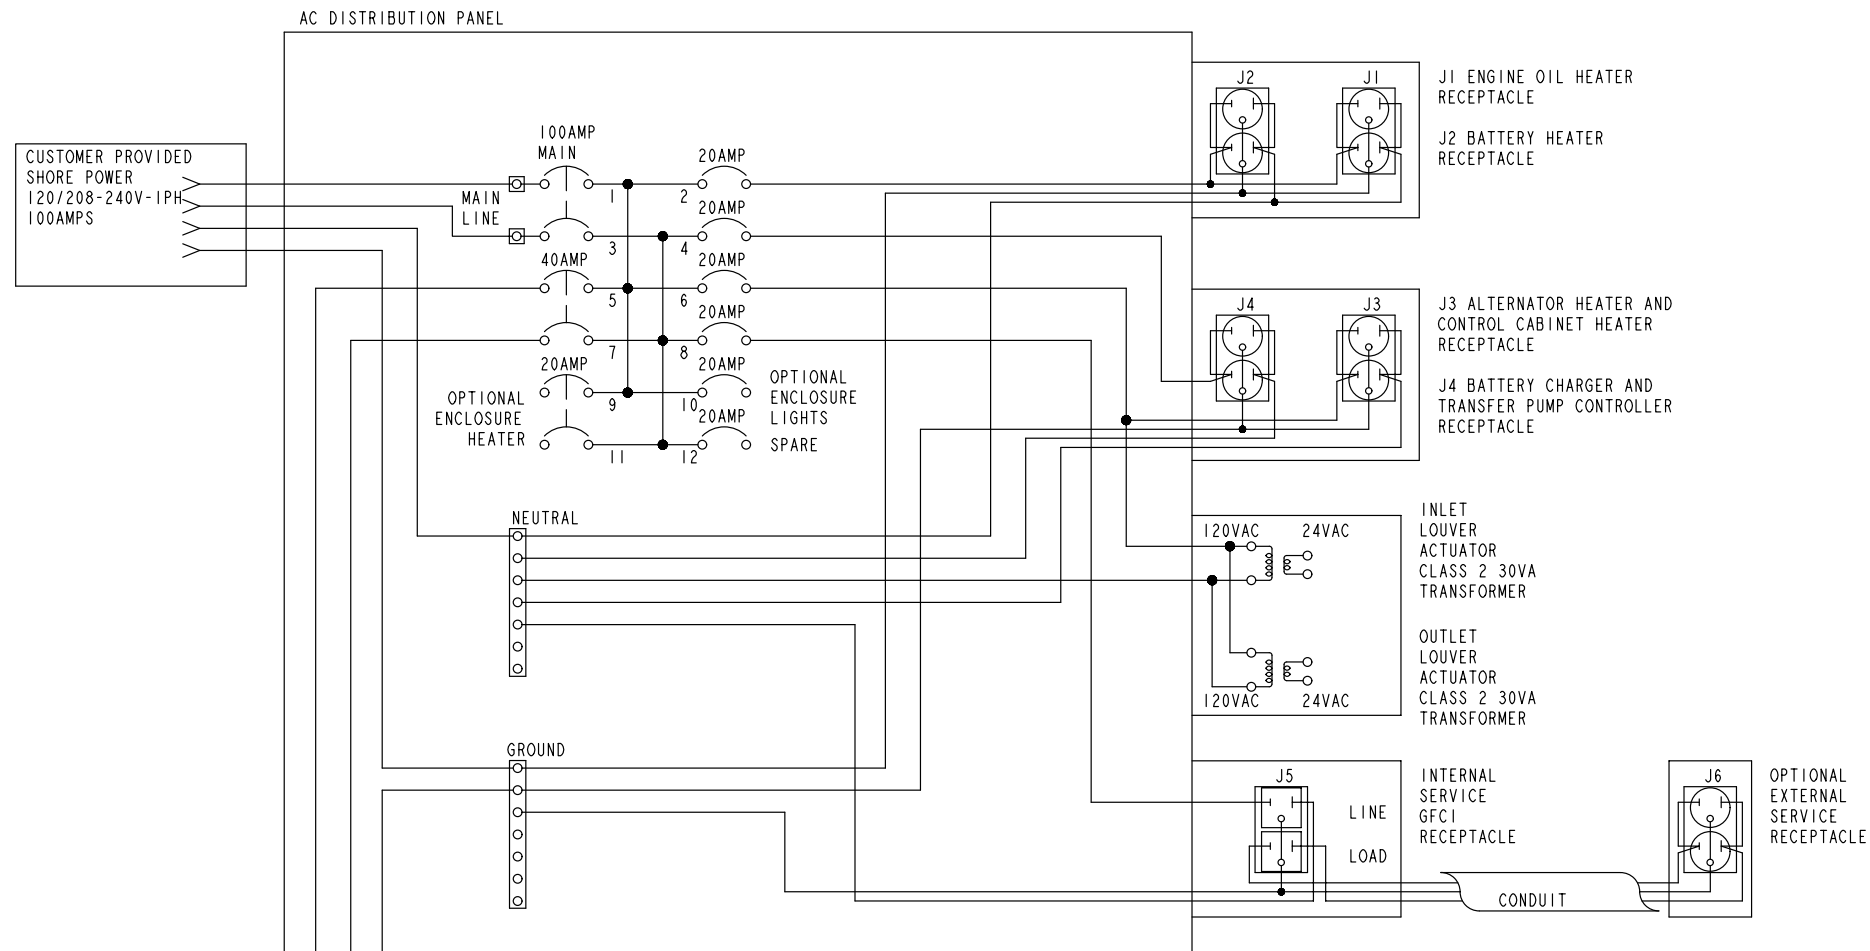 AC DISTRIBUTION PANEL
CUSTOMER PROVIDED
SHORE POWER
120/208-240V-1PH
100AMPS
MAIN
LINE
100AMP
MAIN
1
3
40AMP
5
7
20AMP
OPTIONAL
ENCLOSURE
HEATER
9
11
20AMP
2
20AMP
4
20AMP
6
20AMP
8
20AMP
10
OPTIONAL
ENCLOSURE
LIGHTS
20AMP
12
SPARE
NEUTRAL
GROUND
J2
J1
J1 ENGINE OIL HEATER
RECEPTACLE
J2 BATTERY HEATER
RECEPTACLE
J4
J3
J3 ALTERNATOR HEATER AND
CONTROL CABINET HEATER
RECEPTACLE
J4 BATTERY CHARGER AND
TRANSFER PUMP CONTROLLER
RECEPTACLE
120VAC
24VAC
INLET
LOUVER
ACTUATOR
CLASS 2 30VA
TRANSFORMER
OUTLET
LOUVER
ACTUATOR
CLASS 2 30VA
TRANSFORMER
120VAC
24VAC
J5
LINE
LOAD
INTERNAL
SERVICE
GFCI
RECEPTACLE
CONDUIT
J6
OPTIONAL
EXTERNAL
SERVICE
RECEPTACLE